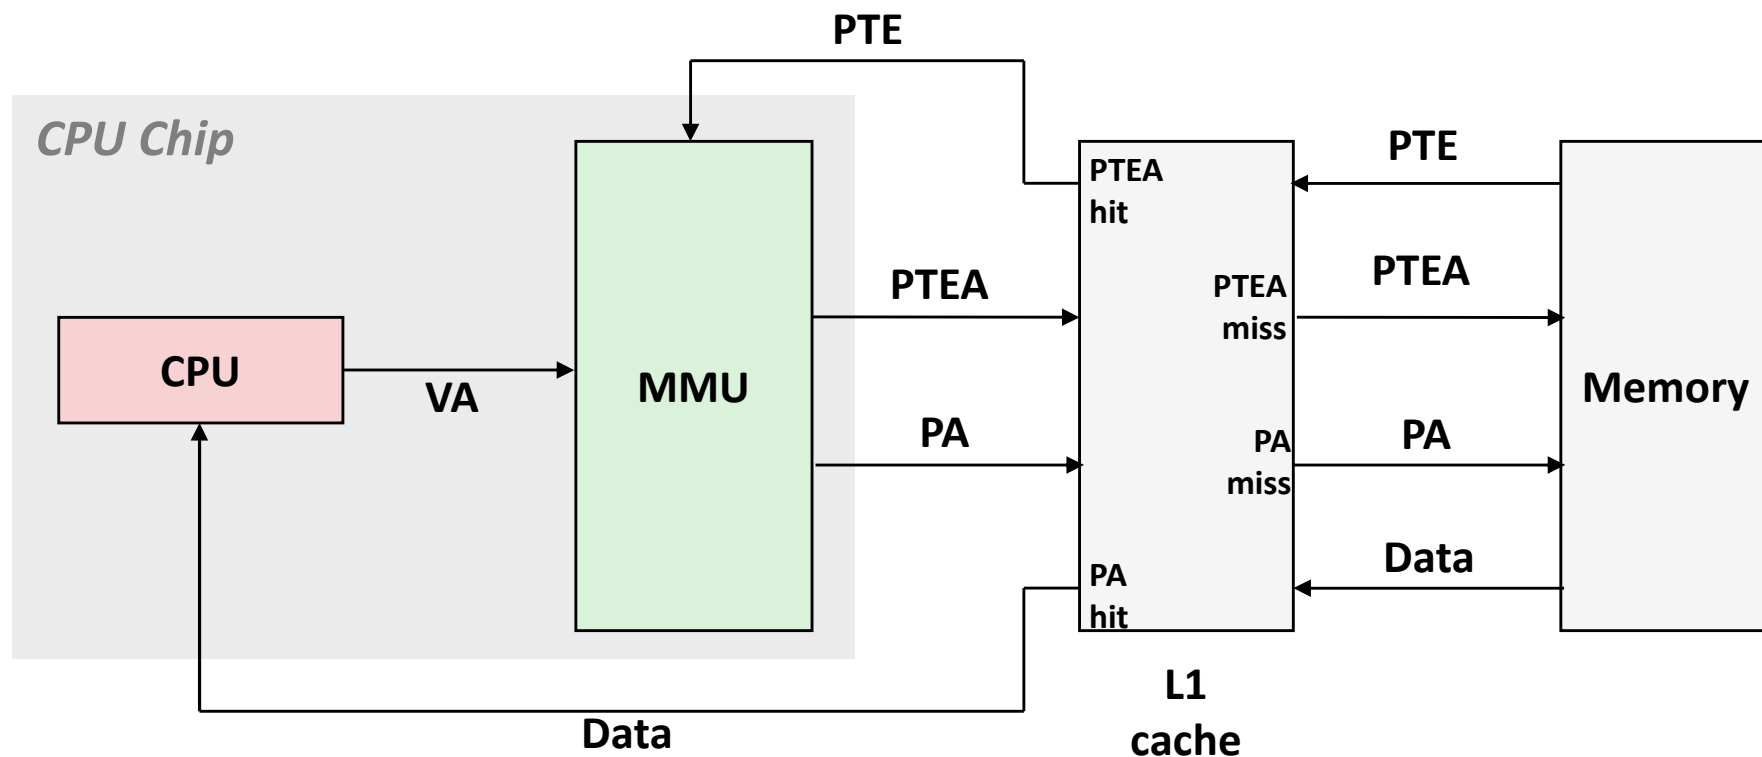 PTE
CPU Chip
PTEA
hit
PTE
PTEA
PTEA
miss
PTEA
CPU
VA
MMU
Memory
PA
PA
miss
PA
PA
hit
Data
Data
L1
cache